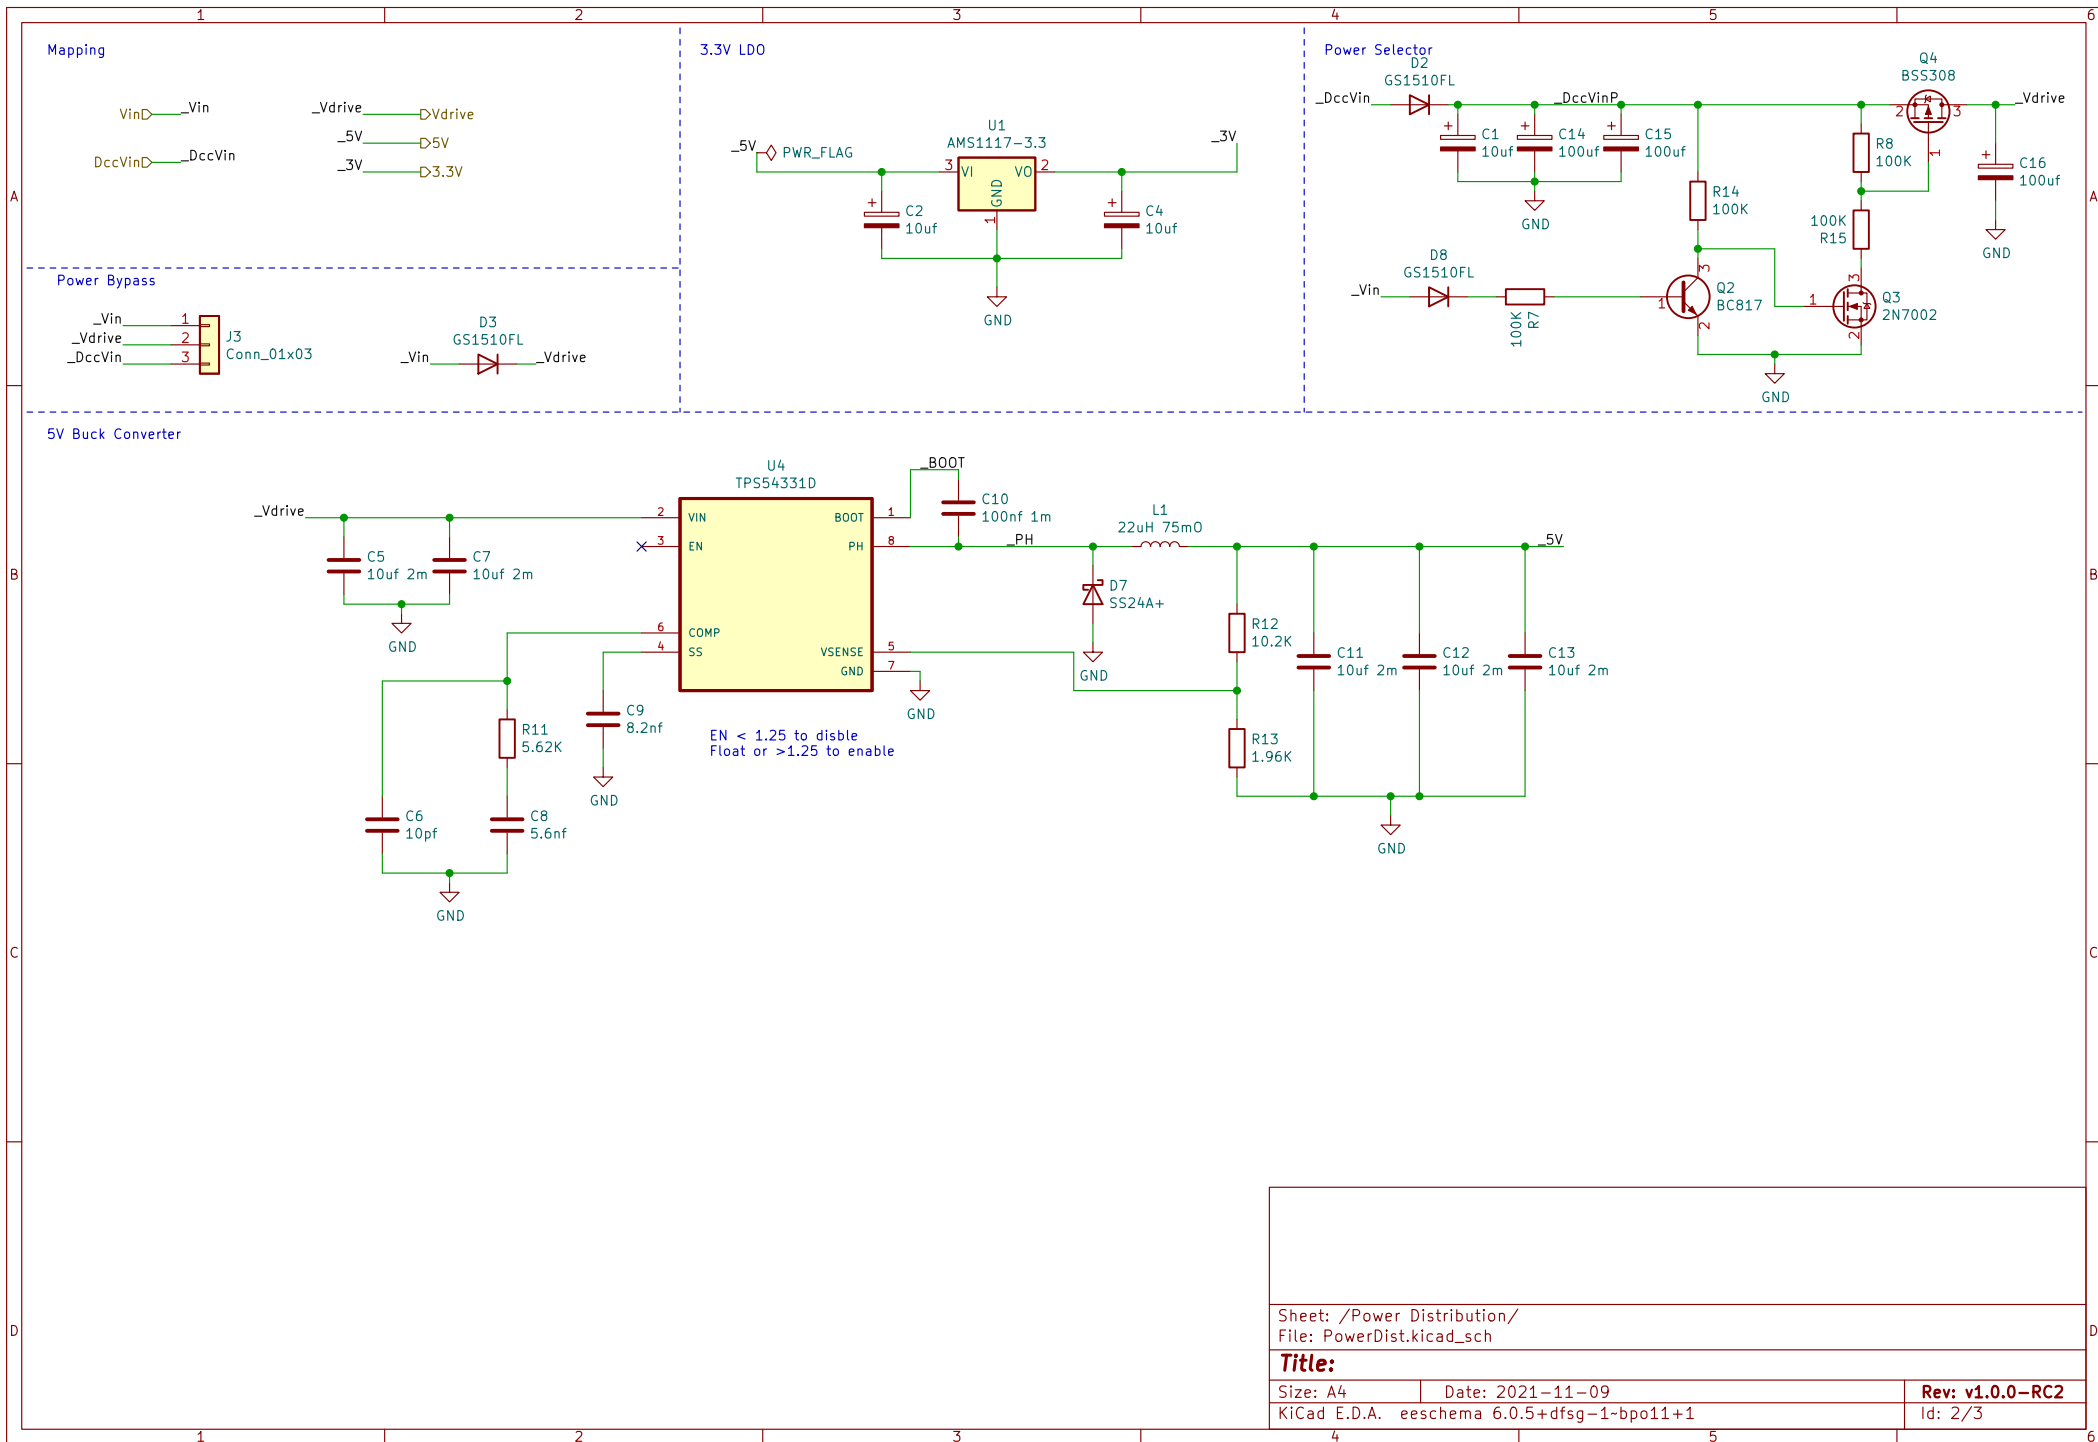 1 2 3 4 5 6
A
B
C
D
Mapping
Vin
_Vin
DccVin
_DccVin
_Vdrive
Vdrive
_5V
5V
_3V
3.3V
Power Bypass
_Vin
1
_Vdrive
2
_DccVin
3
J3
Conn_01x03
D3
GS1510FL
_Vin
_Vdrive
3.3V LDO
_5V
PWR_FLAG
U1
AMS1117-3.3
3
VI
VO
2
GND
1
_3V
+
C2
10uf
+
C4
10uf
GND
Power Selector
D2
GS1510FL
_DccVin
_DccVinP
+
C1
10uf
+
C14
100uf
+
C15
100uf
GND
R14
100K
R8
100K
100K
R15
Q4
BSS308
2
3
1
_Vdrive
+
C16
100uf
GND
D8
GS1510FL
_Vin
100K
R7
1
3
2
Q2
BC817
1
3
2
Q3
2N7002
GND
5V Buck Converter
_Vdrive
C5
10uf 2m
C7
10uf 2m
GND
U4
TPS54331D
2
VIN
3
EN
6
COMP
4
SS
BOOT
1
PH
8
VSENSE
5
GND
7
GND
EN < 1.25 to disble
Float or >1.25 to enable
_BOOT
C10
100nf 1m
_PH
L1
22uH 75mO
D7
SS24A+
GND
_5V
R12
10.2K
R13
1.96K
C11
10uf 2m
C12
10uf 2m
C13
10uf 2m
GND
C9
8.2nf
GND
R11
5.62K
C6
10pf
C8
5.6nf
GND
Sheet: /Power Distribution/
File: PowerDist.kicad_sch
Title:
Size: A4
Date: 2021-11-09
Rev: v1.0.0-RC2
KiCad E.D.A. eeschema 6.0.5+dfsg-1~bpo11+1
Id: 2/3
A
B
C
D
1 2 3 4 5 6